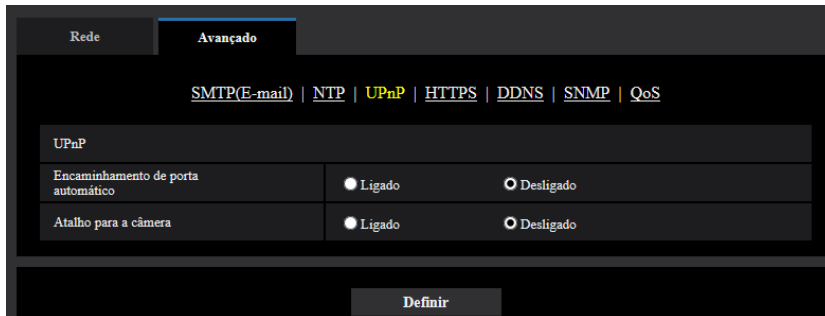 Rede Avançado
SMTP(E-mail) | NTP | UPnP | HTTPS | DDNS | SNMP | QoS
UPnP
Encaminhamento de porta
automático
Ligado Desligado
Atalho para a câmera Ligado Desligado
Definir